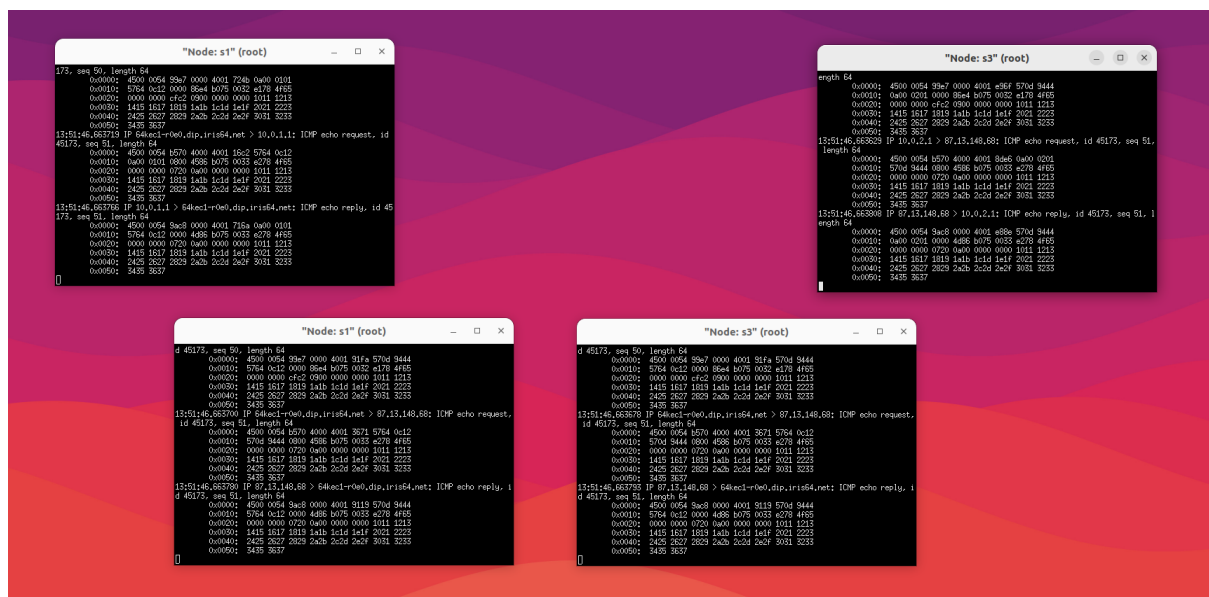 "Node: s1" (root)
173, seq 50, length 64
0x0000: 4500 0054 99e7 0000 4001 724b 0a00 0101
0x0010: 5764 0c12 0000 86e4 b075 0032 e178 4f65
0x0020: 0000 0000 cfc2 0900 0000 0000 1011 1213
0x0030: 1415 1617 1819 1a1b 1c1d 1e1f 2021 2223
0x0040: 2425 2627 2829 2a2b 2c2d 2e2f 3031 3233
0x0050: 3435 3637
13:51:46.663719 IP 64kec1-r0e0.dip.iris64.net > 10.0.1.1: ICMP echo request, id
45173, seq 51, length 64
0x0000: 4500 0054 b570 4000 4001 16c2 5764 0c12
0x0010: 0a00 0101 0800 4586 b075 0033 e278 4f65
0x0020: 0000 0000 0720 0a00 0000 0000 1011 1213
0x0030: 1415 1617 1819 1a1b 1c1d 1e1f 2021 2223
0x0040: 2425 2627 2829 2a2b 2c2d 2e2f 3031 3233
0x0050: 3435 3637
13:51:46.663766 IP 10.0.1.1 > 64kec1-r0e0.dip.iris64.net: ICMP echo reply, id 45
173, seq 51, length 64
0x0000: 4500 0054 9ac8 0000 4001 716a 0a00 0101
0x0010: 5764 0c12 0000 4d86 b075 0033 e278 4f65
0x0020: 0000 0000 0720 0a00 0000 0000 1011 1213
0x0030: 1415 1617 1819 1a1b 1c1d 1e1f 2021 2223
0x0040: 2425 2627 2829 2a2b 2c2d 2e2f 3031 3233
0x0050: 3435 3637
"Node: s3" (root)
ength 64
0x0000: 4500 0054 99e7 0000 4001 e96f 570d 9444
0x0010: 0a00 0201 0000 86e4 b075 0032 e178 4f65
0x0020: 0000 0000 cfc2 0900 0000 0000 1011 1213
0x0030: 1415 1617 1819 1a1b 1c1d 1e1f 2021 2223
0x0040: 2425 2627 2829 2a2b 2c2d 2e2f 3031 3233
0x0050: 3435 3637
13:51:46.663629 IP 10.0.2.1 > 87.13.148.68: ICMP echo request, id 45173, seq 51,
length 64
0x0000: 4500 0054 b570 4000 4001 8de6 0a00 0201
0x0010: 570d 9444 0800 4586 b075 0033 e278 4f65
0x0020: 0000 0000 0720 0a00 0000 0000 1011 1213
0x0030: 1415 1617 1819 1a1b 1c1d 1e1f 2021 2223
0x0040: 2425 2627 2829 2a2b 2c2d 2e2f 3031 3233
0x0050: 3435 3637
13:51:46.663808 IP 87.13.148.68 > 10.0.2.1: ICMP echo reply, id 45173, seq 51, l
ength 64
0x0000: 4500 0054 9ac8 0000 4001 e88e 570d 9444
0x0010: 0a00 0201 0000 4d86 b075 0033 e278 4f65
0x0020: 0000 0000 0720 0a00 0000 0000 1011 1213
0x0030: 1415 1617 1819 1a1b 1c1d 1e1f 2021 2223
0x0040: 2425 2627 2829 2a2b 2c2d 2e2f 3031 3233
0x0050: 3435 3637
"Node: s1" (root)
d 45173, seq 50, length 64
0x0000: 4500 0054 99e7 0000 4001 91fa 570d 9444
0x0010: 5764 0c12 0000 86e4 b075 0032 e178 4f65
0x0020: 0000 0000 cfc2 0900 0000 0000 1011 1213
0x0030: 1415 1617 1819 1a1b 1c1d 1e1f 2021 2223
0x0040: 2425 2627 2829 2a2b 2c2d 2e2f 3031 3233
0x0050: 3435 3637
13:51:46.663700 IP 64kec1-r0e0.dip.iris64.net > 87.13.148.68: ICMP echo request,
id 45173, seq 51, length 64
0x0000: 4500 0054 b570 4000 4001 3671 5764 0c12
0x0010: 570d 9444 0800 4586 b075 0033 e278 4f65
0x0020: 0000 0000 0720 0a00 0000 0000 1011 1213
0x0030: 1415 1617 1819 1a1b 1c1d 1e1f 2021 2223
0x0040: 2425 2627 2829 2a2b 2c2d 2e2f 3031 3233
0x0050: 3435 3637
13:51:46.663780 IP 87.13.148.68 > 64kec1-r0e0.dip.iris64.net: ICMP echo reply, i
d 45173, seq 51, length 64
0x0000: 4500 0054 9ac8 0000 4001 9119 570d 9444
0x0010: 5764 0c12 0000 4d86 b075 0033 e278 4f65
0x0020: 0000 0000 0720 0a00 0000 0000 1011 1213
0x0030: 1415 1617 1819 1a1b 1c1d 1e1f 2021 2223
0x0040: 2425 2627 2829 2a2b 2c2d 2e2f 3031 3233
0x0050: 3435 3637
"Node: s3" (root)
d 45173, seq 50, length 64
0x0000: 4500 0054 99e7 0000 4001 91fa 570d 9444
0x0010: 5764 0c12 0000 86e4 b075 0032 e178 4f65
0x0020: 0000 0000 cfc2 0900 0000 0000 1011 1213
0x0030: 1415 1617 1819 1a1b 1c1d 1e1f 2021 2223
0x0040: 2425 2627 2829 2a2b 2c2d 2e2f 3031 3233
0x0050: 3435 3637
13:51:46.663678 IP 64kec1-r0e0.dip.iris64.net > 87.13.148.68: ICMP echo request,
id 45173, seq 51, length 64
0x0000: 4500 0054 b570 4000 4001 3671 5764 0c12
0x0010: 570d 9444 0800 4586 b075 0033 e278 4f65
0x0020: 0000 0000 0720 0a00 0000 0000 1011 1213
0x0030: 1415 1617 1819 1a1b 1c1d 1e1f 2021 2223
0x0040: 2425 2627 2829 2a2b 2c2d 2e2f 3031 3233
0x0050: 3435 3637
13:51:46.663793 IP 87.13.148.68 > 64kec1-r0e0.dip.iris64.net: ICMP echo reply, i
d 45173, seq 51, length 64
0x0000: 4500 0054 9ac8 0000 4001 9119 570d 9444
0x0010: 5764 0c12 0000 4d86 b075 0033 e278 4f65
0x0020: 0000 0000 0720 0a00 0000 0000 1011 1213
0x0030: 1415 1617 1819 1a1b 1c1d 1e1f 2021 2223
0x0040: 2425 2627 2829 2a2b 2c2d 2e2f 3031 3233
0x0050: 3435 3637